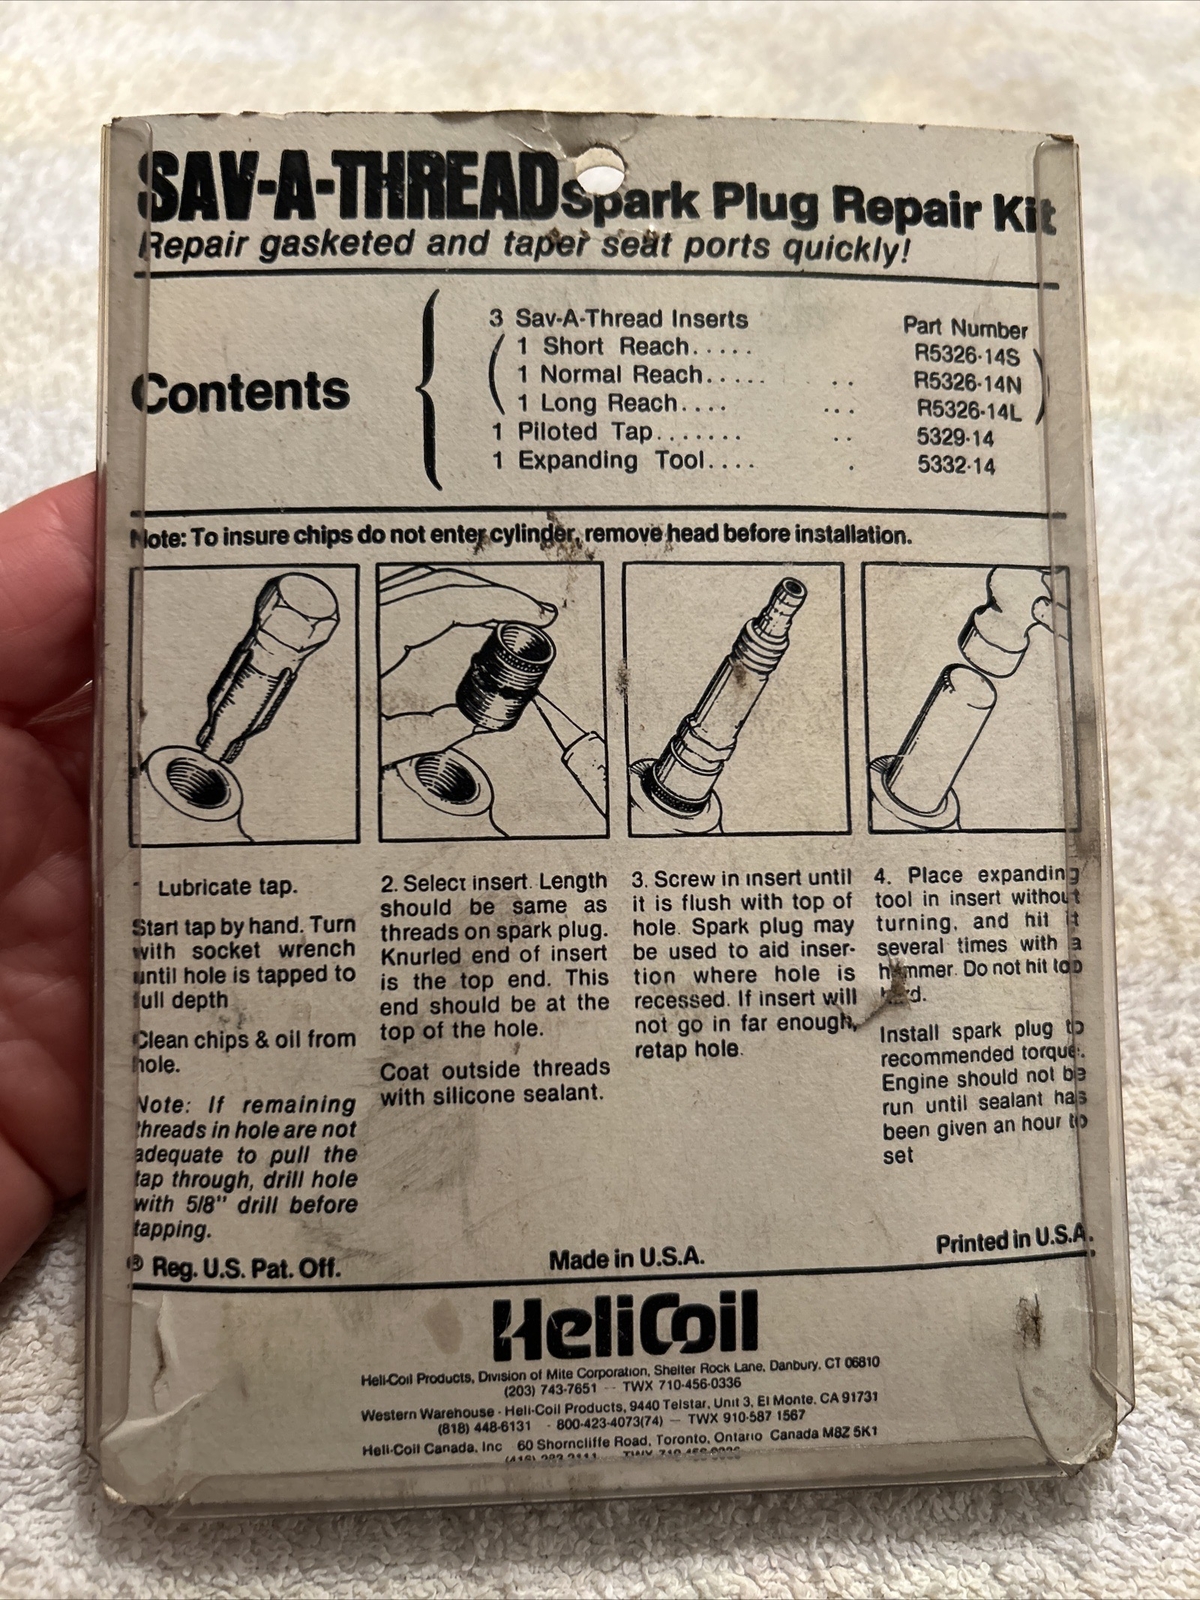 SAV-A-THREAD Spark Plug Repair Kit
Repair gasketed and taper seat ports quickly!
Contents
3 Sav-A-Thread Inserts Part Number
1 Short Reach..... R5326-14S
1 Normal Reach..... .. R5326-14N
1 Long Reach.... ... R5326-14L
1 Piloted Tap....... .. 5329-14
1 Expanding Tool.... . 5332-14
Note: To insure chips do not enter cylinder, remove head before installation.
Lubricate tap.
Start tap by hand. Turn
with socket wrench
until hole is tapped to
full depth
Clean chips & oil from
hole.
Note: If remaining
threads in hole are not
adequate to pull the
tap through, drill hole
with 5/8" drill before
tapping.
2. Select insert. Length
should be same as
threads on spark plug.
Knurled end of insert
is the top end. This
end should be at the
top of the hole.
Coat outside threads
with silicone sealant.
3. Screw in insert until
it is flush with top of
hole. Spark plug may
be used to aid inser-
tion where hole is
recessed. If insert will
not go in far enough,
retap hole.
4. Place expanding
tool in insert without
turning, and hit it
several times with a
hammer. Do not hit too
hard.
Install spark plug to
recommended torque.
Engine should not be
run until sealant has
been given an hour to
set
® Reg. U.S. Pat. Off. Made in U.S.A. Printed in U.S.A.
HeliCoil
Heli-Coil Products, Division of Mite Corporation, Shelter Rock Lane, Danbury, CT 06810
(203) 743-7651 -- TWX 710-456-0336
Western Warehouse - Heli-Coil Products, 9440 Telstar, Unit 3, El Monte, CA 91731
(818) 448-6131 - 800-423-4073(74) — TWX 910-587 1567
Heli-Coil Canada, Inc 60 Shorncliffe Road, Toronto, Ontario Canada M8Z 5K1